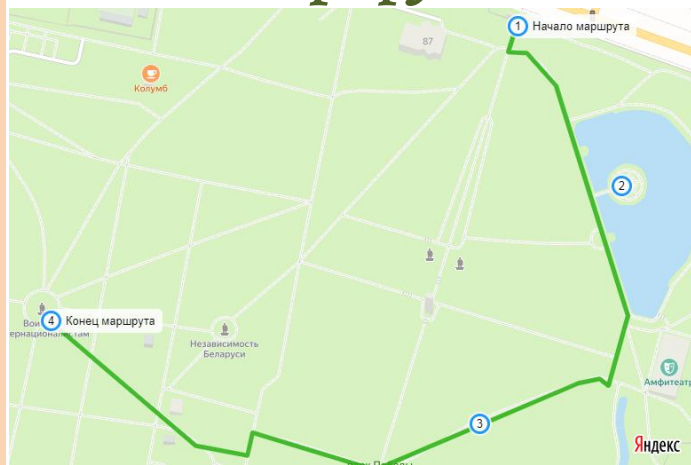 1 Начало маршрута
87
Колумб
2
4 Конец маршрута
Независимость
Беларуси
Амфитеатр
3
Яндекс